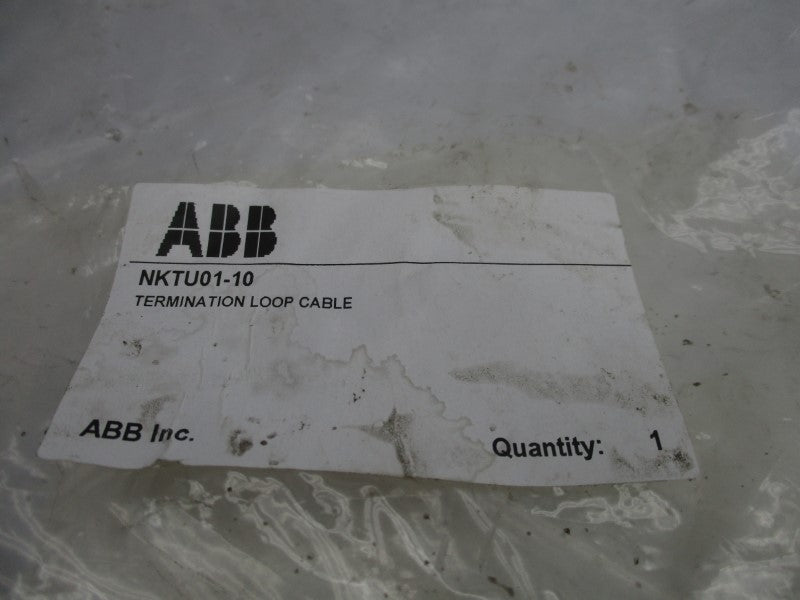 ABB
NKTU01-10
TERMINATION LOOP CABLE
ABB Inc.
Quantity: 1